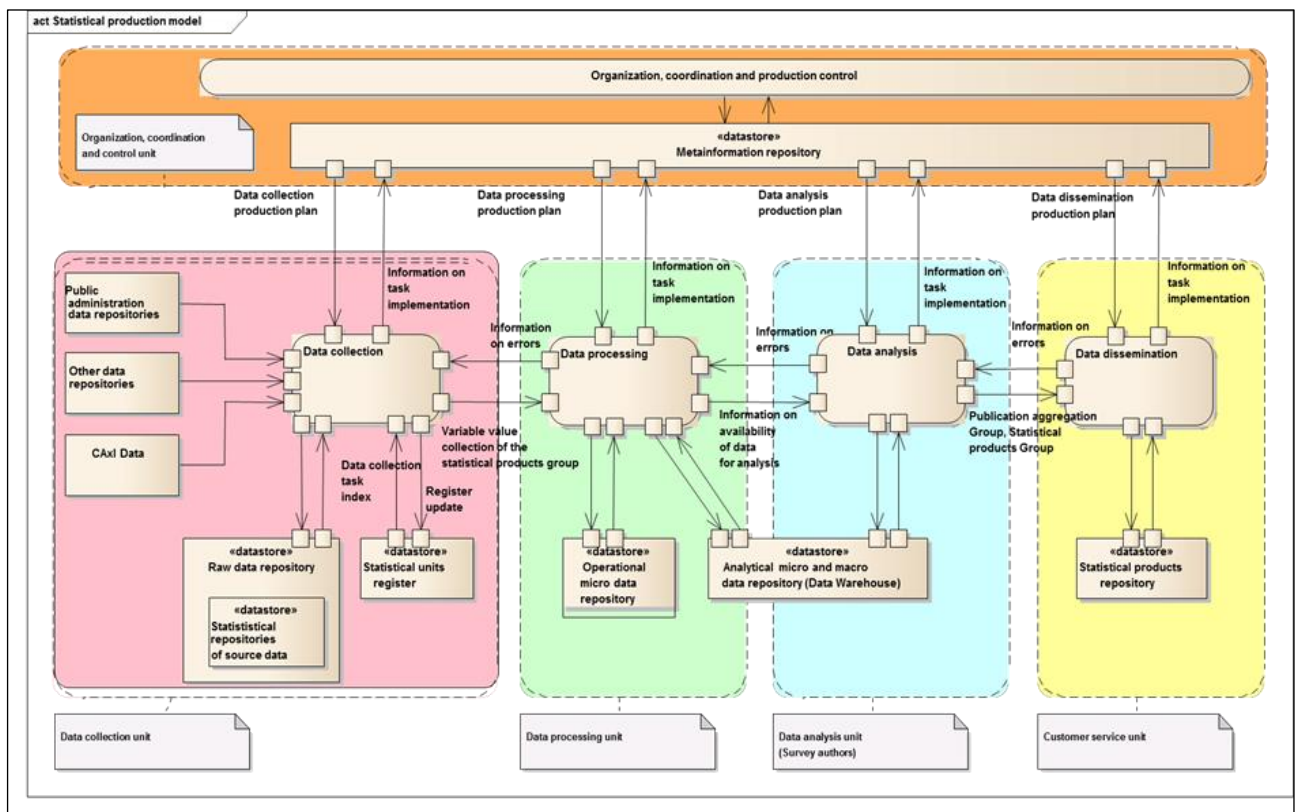 act Statistical production model
Organization, coordination and production control
Organization, coordination
and control unit
«datastore»
Metainformation repository
Data collection
production plan
Data processing
production plan
Data analysis
production plan
Data dissemination
production plan
Information on
task
implementation
Information on
task
implementation
Information on
task
implementation
Information on
task
implementation
Public
administration
data repositories
Other data
repositories
CAxI Data
Data collection
Information
on errors
Data processing
Information on
errors
Data analysis
Information on
errors
Data dissemination
Variable value
collection of the
statistical products group
Information on
availability
of data
for analysis
Publication aggregation
Group, Statistical
products Group
Data collection
task
index
Register
update
«datastore»
Raw data repository
«datastore»
Statististical
repositories
of source data
«datastore»
Statistical units
register
«datastore»
Operational
micro data
repository
«datastore»
Analytical micro and macro
data repository (Data Warehouse)
«datastore»
Statistical products
repository
Data collection unit
Data processing unit
Data analysis unit
(Survey authors)
Customer service unit